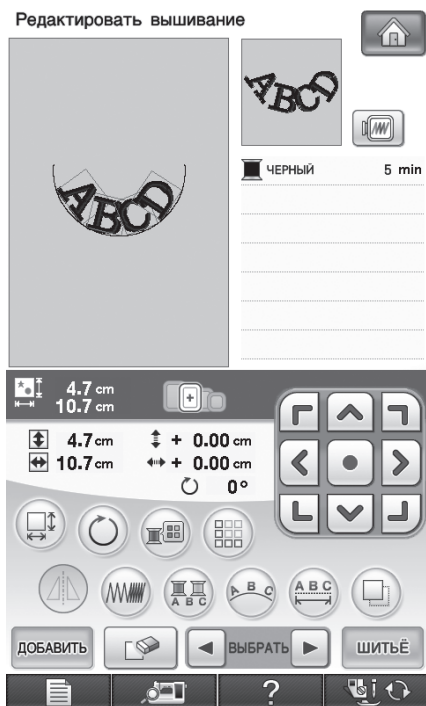 Редактировать вышивание
ABCD
ABCD
ЧЕРНЫЙ 5 min
4.7 cm
10.7 cm
4.7 cm + 0.00 cm
10.7 cm + 0.00 cm
0°
A B C
A B C
A B C
ДОБАВИТЬ
ВЫБРАТЬ
ШИТЬЁ
?